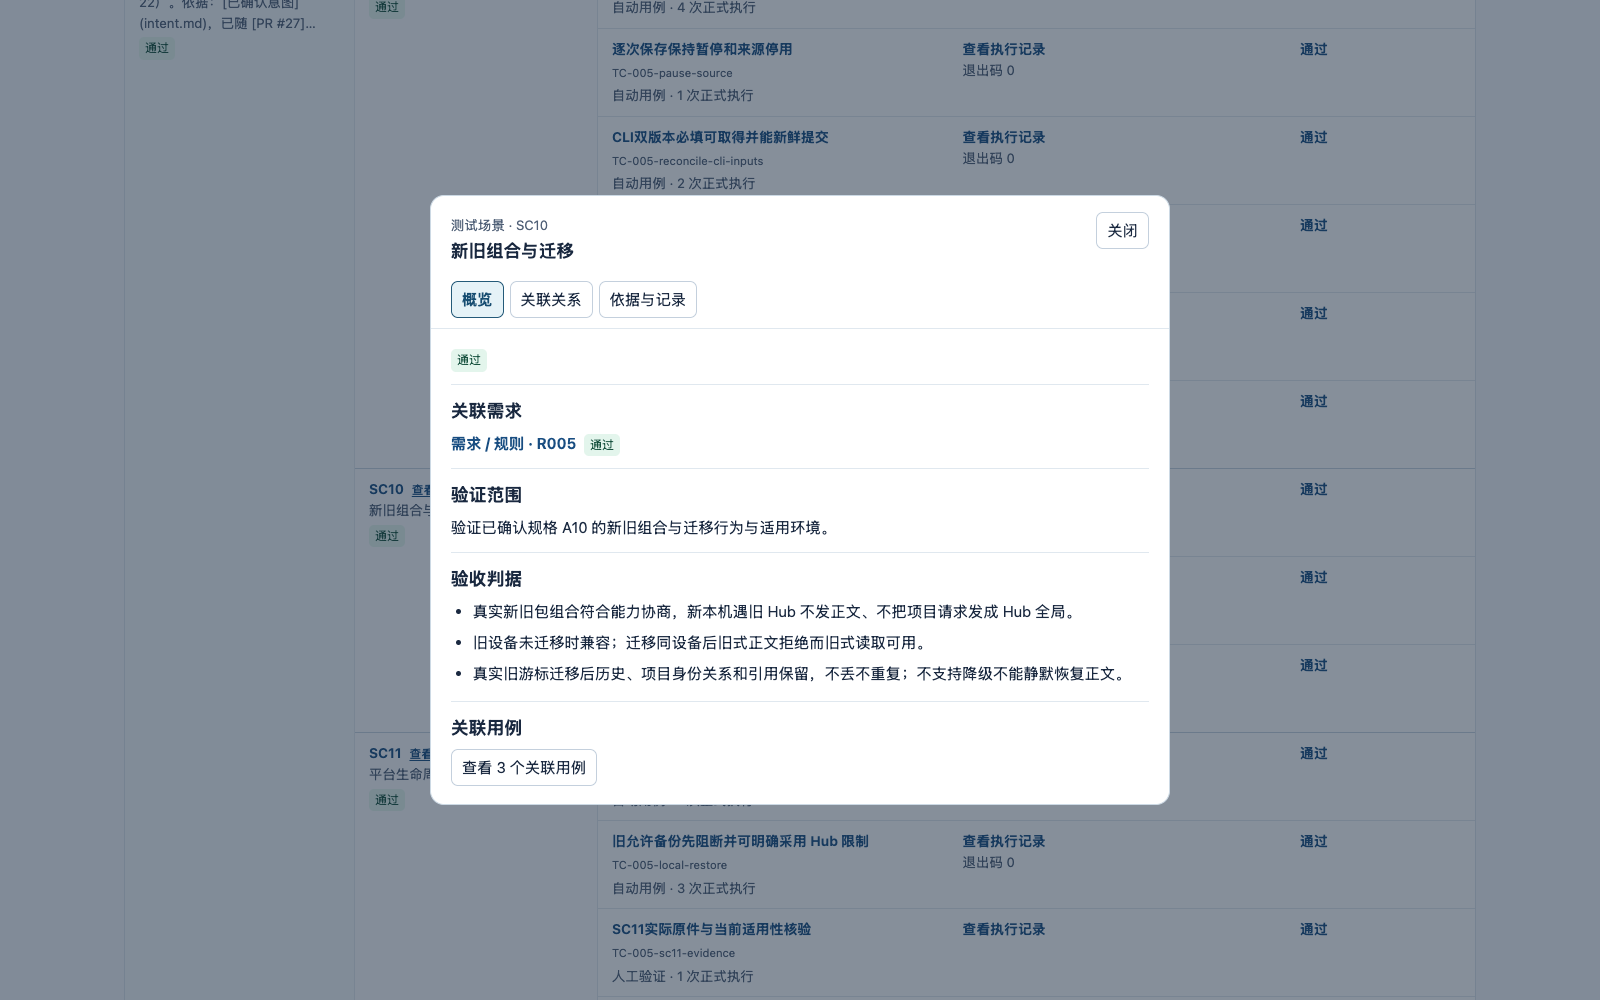 22）。依据：[已确认意图]
(intent.md)，已随 [PR #27]...
通过
通过
自动用例 · 4 次正式执行
逐次保存保持暂停和来源停用
TC-005-pause-source
自动用例 · 1 次正式执行
查看执行记录
退出码 0
通过
CLI双版本必填可取得并能新鲜提交
TC-005-reconcile-cli-inputs
自动用例 · 2 次正式执行
查看执行记录
退出码 0
通过
通过
通过
通过
测试场景 · SC10
新旧组合与迁移
关闭
概览
关联关系
依据与记录
通过
关联需求
需求 / 规则 · R005 通过
验证范围
验证已确认规格 A10 的新旧组合与迁移行为与适用环境。
验收判据
• 真实新旧包组合符合能力协商，新本机遇旧 Hub 不发正文、不把项目请求发成 Hub 全局。
• 旧设备未迁移时兼容；迁移同设备后旧式正文拒绝而旧式读取可用。
• 真实旧游标迁移后历史、项目身份关系和引用保留，不丢不重复；不支持降级不能静默恢复正文。
关联用例
查看 3 个关联用例
SC10 查看
新旧组合与
通过
通过
通过
通过
SC11 查看
平台生命周
通过
通过
旧允许备份先阻断并可明确采用 Hub 限制
TC-005-local-restore
自动用例 · 3 次正式执行
查看执行记录
退出码 0
通过
SC11实际原件与当前适用性核验
TC-005-sc11-evidence
人工验证 · 1 次正式执行
查看执行记录
通过